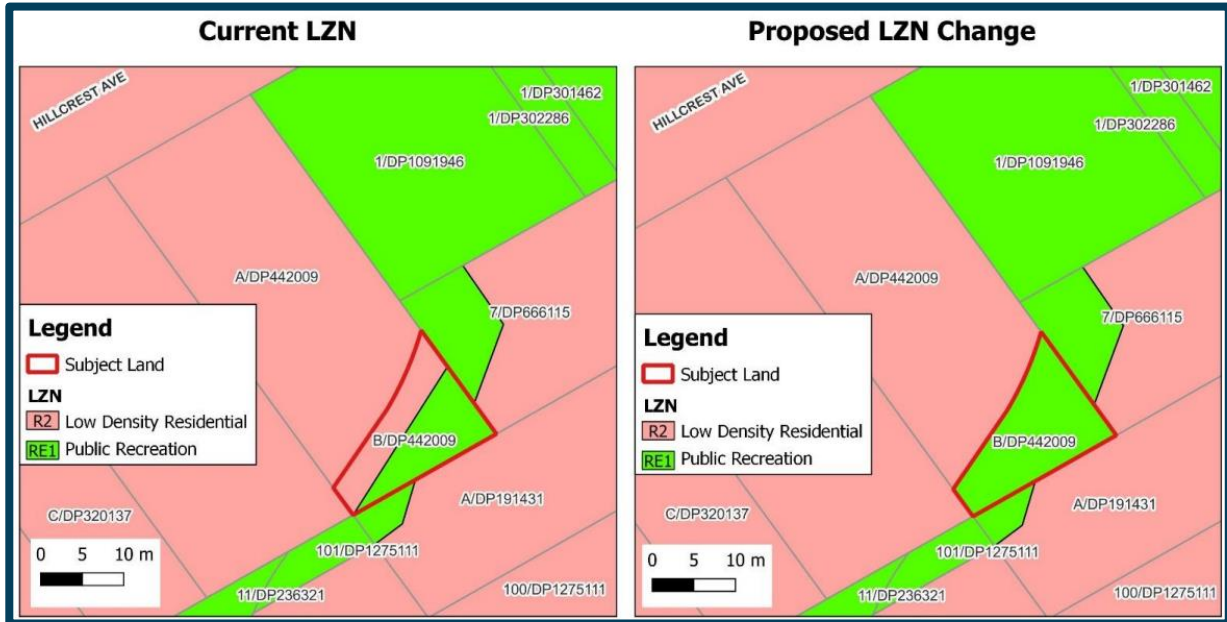 Current LZN
HILLCREST AVE
1/DP301462
1/DP302286
1/DP1091946
A/DP442009
7/DP666115
Legend
Subject Land
LZN
R2 Low Density Residential
RE1 Public Recreation
B/DP442009
A/DP191431
C/DP320137
101/DP1275111
0 5 10 m
11/DP236321
100/DP1275111
Proposed LZN Change
HILLCREST AVE
1/DP301462
1/DP302286
1/DP1091946
A/DP442009
7/DP666115
Legend
Subject Land
LZN
R2 Low Density Residential
RE1 Public Recreation
B/DP442009
A/DP191431
C/DP320137
101/DP1275111
0 5 10 m
11/DP236321
100/DP1275111